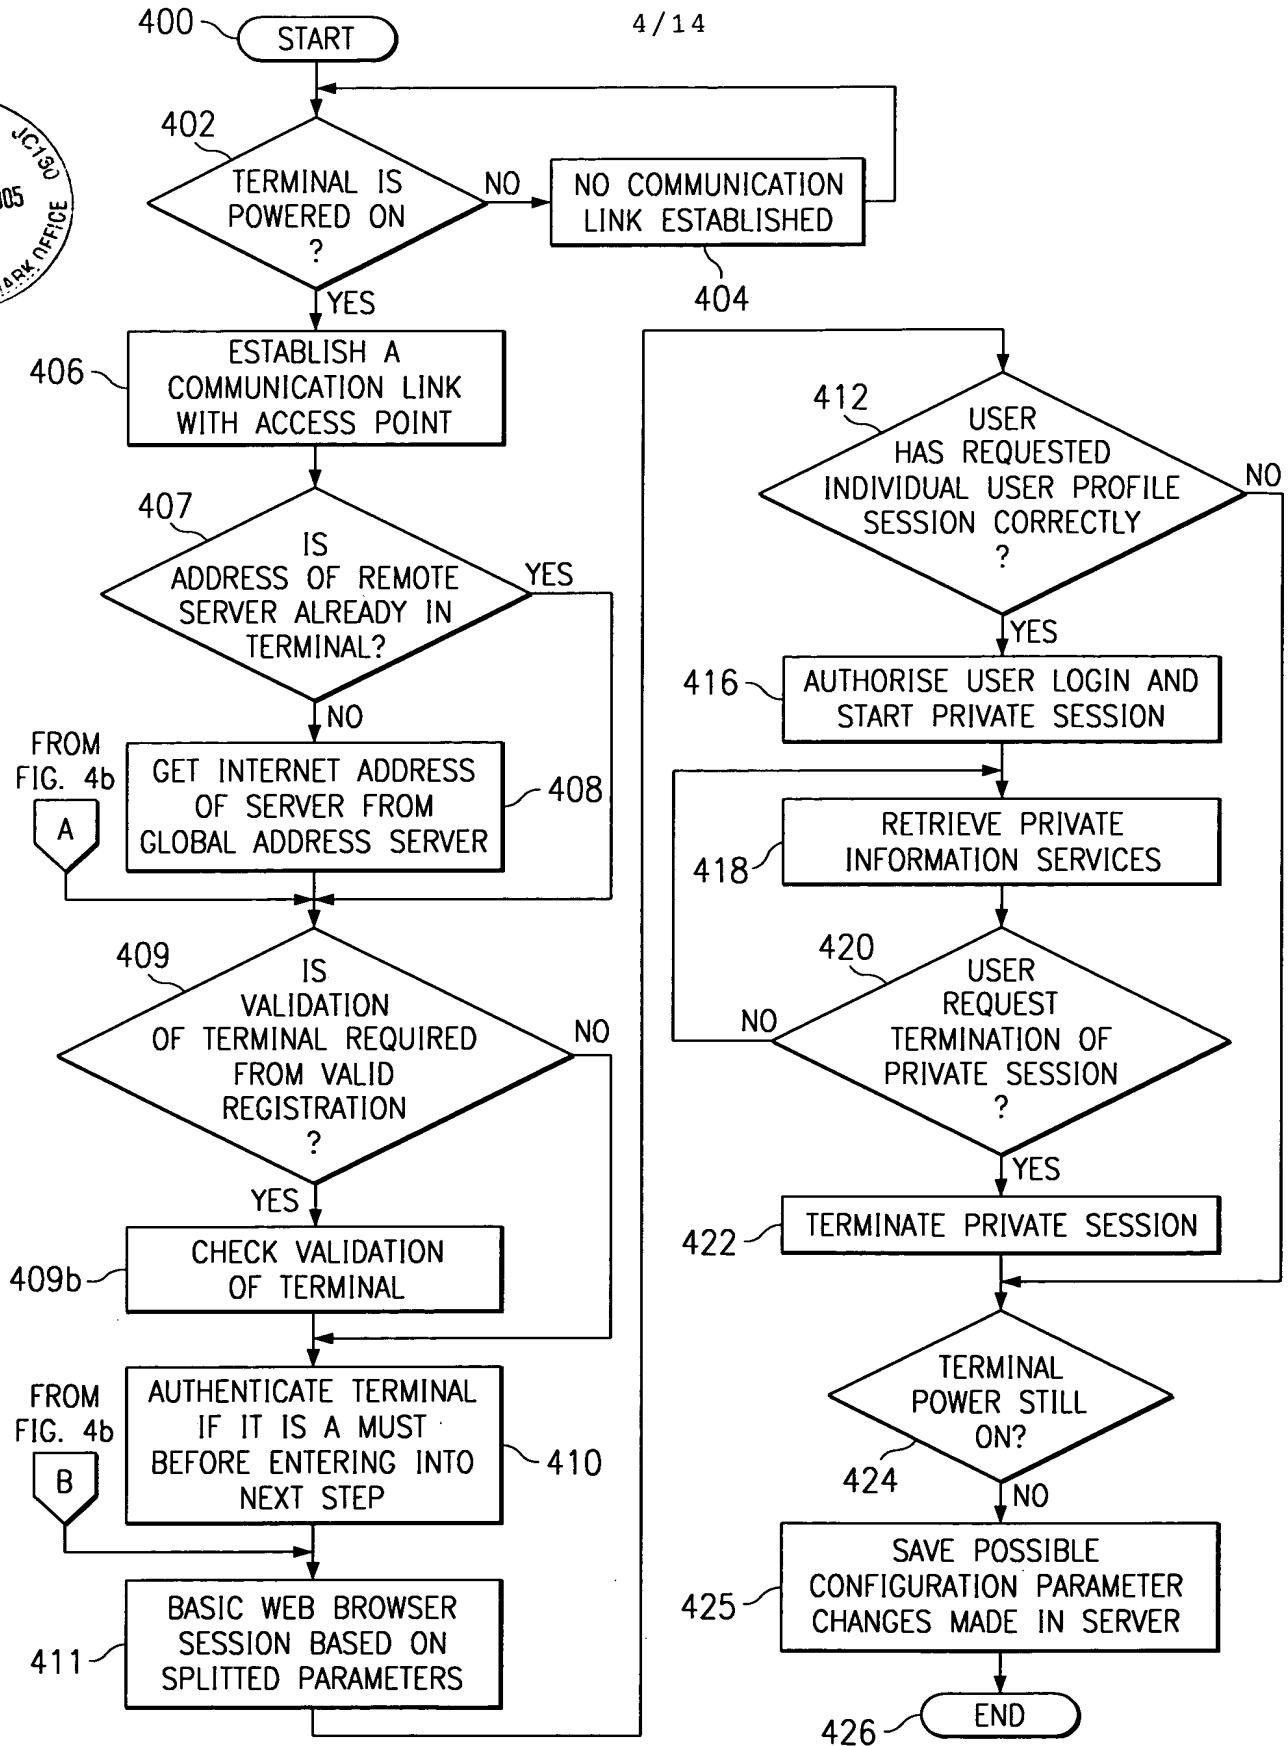 4/14
400
START
JC130
ARK OFFICE
402
TERMINAL IS
POWERED ON
?
NO
NO COMMUNICATION
LINK ESTABLISHED
404
YES
406
ESTABLISH A
COMMUNICATION LINK
WITH ACCESS POINT
407
IS
ADDRESS OF REMOTE
SERVER ALREADY IN
TERMINAL?
YES
NO
FROM
FIG. 4b
A
GET INTERNET ADDRESS
OF SERVER FROM
GLOBAL ADDRESS SERVER
408
409
IS
VALIDATION
OF TERMINAL REQUIRED
FROM VALID
REGISTRATION
?
NO
YES
CHECK VALIDATION
OF TERMINAL
409b
FROM
FIG. 4b
B
AUTHENTICATE TERMINAL
IF IT IS A MUST
BEFORE ENTERING INTO
NEXT STEP
410
BASIC WEB BROWSER
SESSION BASED ON
SPLITTED PARAMETERS
411
412
USER
HAS REQUESTED
INDIVIDUAL USER PROFILE
SESSION CORRECTLY
?
NO
YES
416
AUTHORISE USER LOGIN AND
START PRIVATE SESSION
RETRIEVE PRIVATE
INFORMATION SERVICES
418
420
USER
REQUEST
TERMINATION OF
PRIVATE SESSION
?
NO
YES
422
TERMINATE PRIVATE SESSION
TERMINAL
POWER STILL
ON?
424
NO
SAVE POSSIBLE
CONFIGURATION PARAMETER
CHANGES MADE IN SERVER
425
END
426